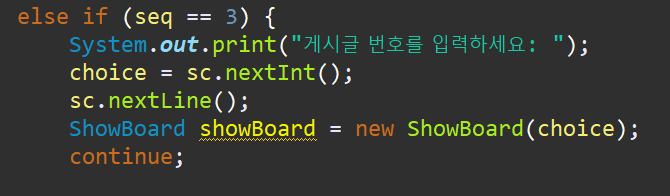 else if (seq == 3) {
System.out.print("게시글 번호를 입력하세요: ");
choice = sc.nextInt();
sc.nextLine();
ShowBoard showBoard = new ShowBoard(choice);
continue;